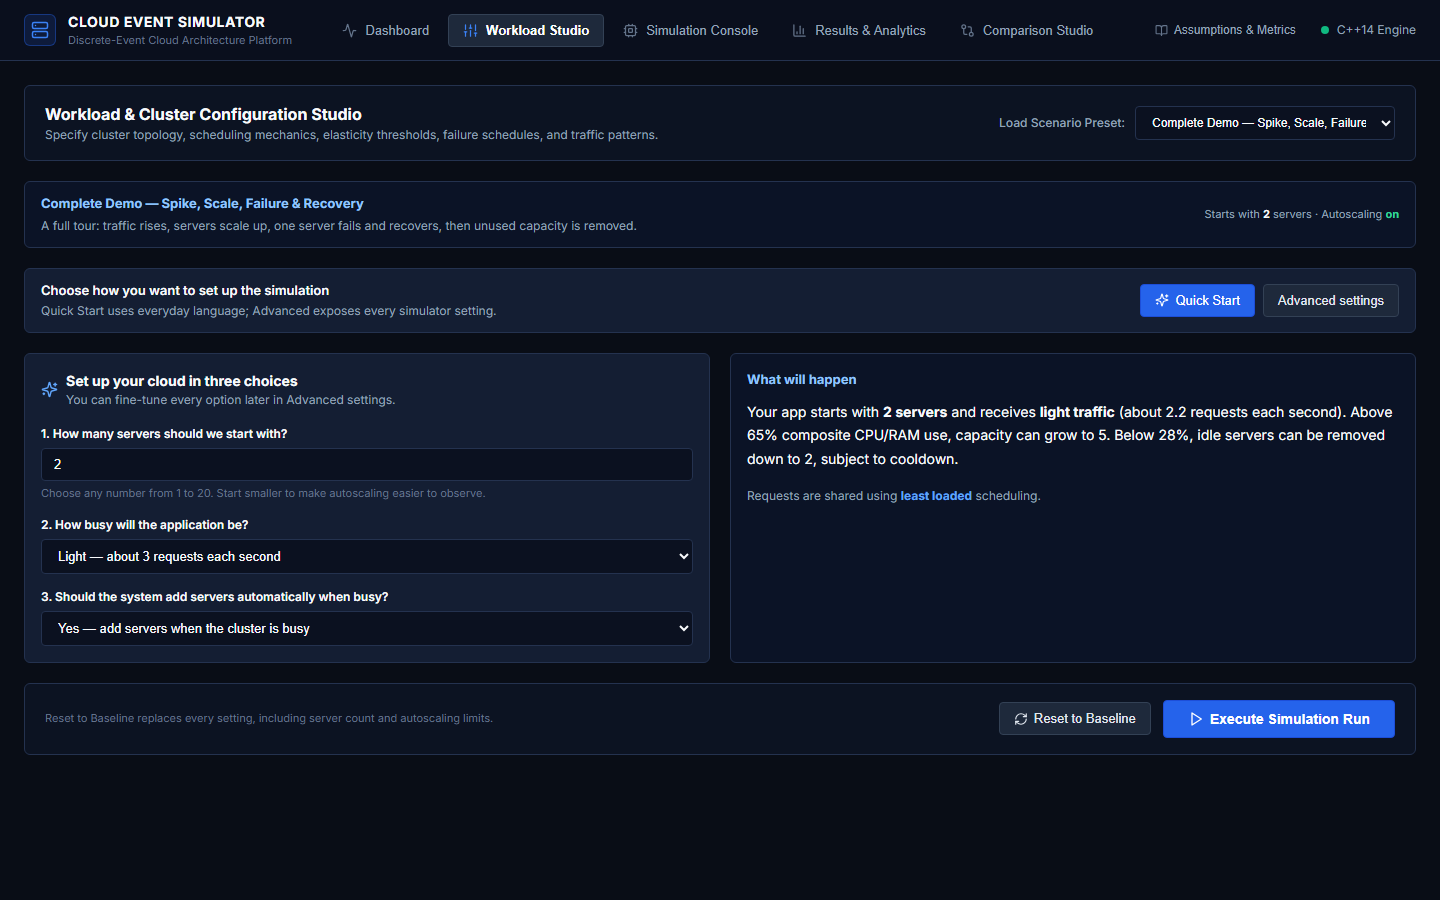 CLOUD EVENT SIMULATOR
Discrete-Event Cloud Architecture Platform
Dashboard
Workload Studio
Simulation Console
Results & Analytics
Comparison Studio
Assumptions & Metrics
C++14 Engine
Workload & Cluster Configuration Studio
Specify cluster topology, scheduling mechanics, elasticity thresholds, failure schedules, and traffic patterns.
Load Scenario Preset:
Complete Demo — Spike, Scale, Failure
Complete Demo — Spike, Scale, Failure & Recovery
A full tour: traffic rises, servers scale up, one server fails and recovers, then unused capacity is removed.
Starts with 2 servers · Autoscaling on
Choose how you want to set up the simulation
Quick Start uses everyday language; Advanced exposes every simulator setting.
Quick Start
Advanced settings
Set up your cloud in three choices
You can fine-tune every option later in Advanced settings.
1. How many servers should we start with?
2
Choose any number from 1 to 20. Start smaller to make autoscaling easier to observe.
2. How busy will the application be?
Light — about 3 requests each second
3. Should the system add servers automatically when busy?
Yes — add servers when the cluster is busy
What will happen
Your app starts with 2 servers and receives light traffic (about 2.2 requests each second). Above
65% composite CPU/RAM use, capacity can grow to 5. Below 28%, idle servers can be removed
down to 2, subject to cooldown.
Requests are shared using least loaded scheduling.
Reset to Baseline replaces every setting, including server count and autoscaling limits.
Reset to Baseline
Execute Simulation Run